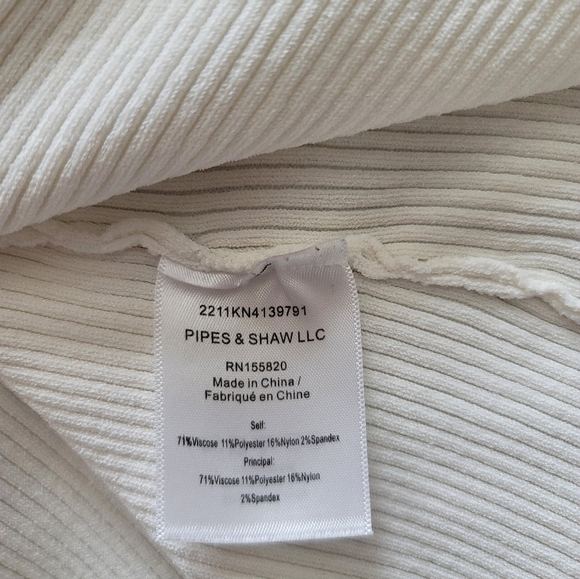 2211KN4139791
PIPES & SHAW LLC
RN155820
Made in China /
Fabriqué en Chine
Self:
71%Viscose 11%Polyester 16%Nylon 2%Spandex
Principal:
71%Viscose 11%Polyester 16%Nylon
2%Spandex